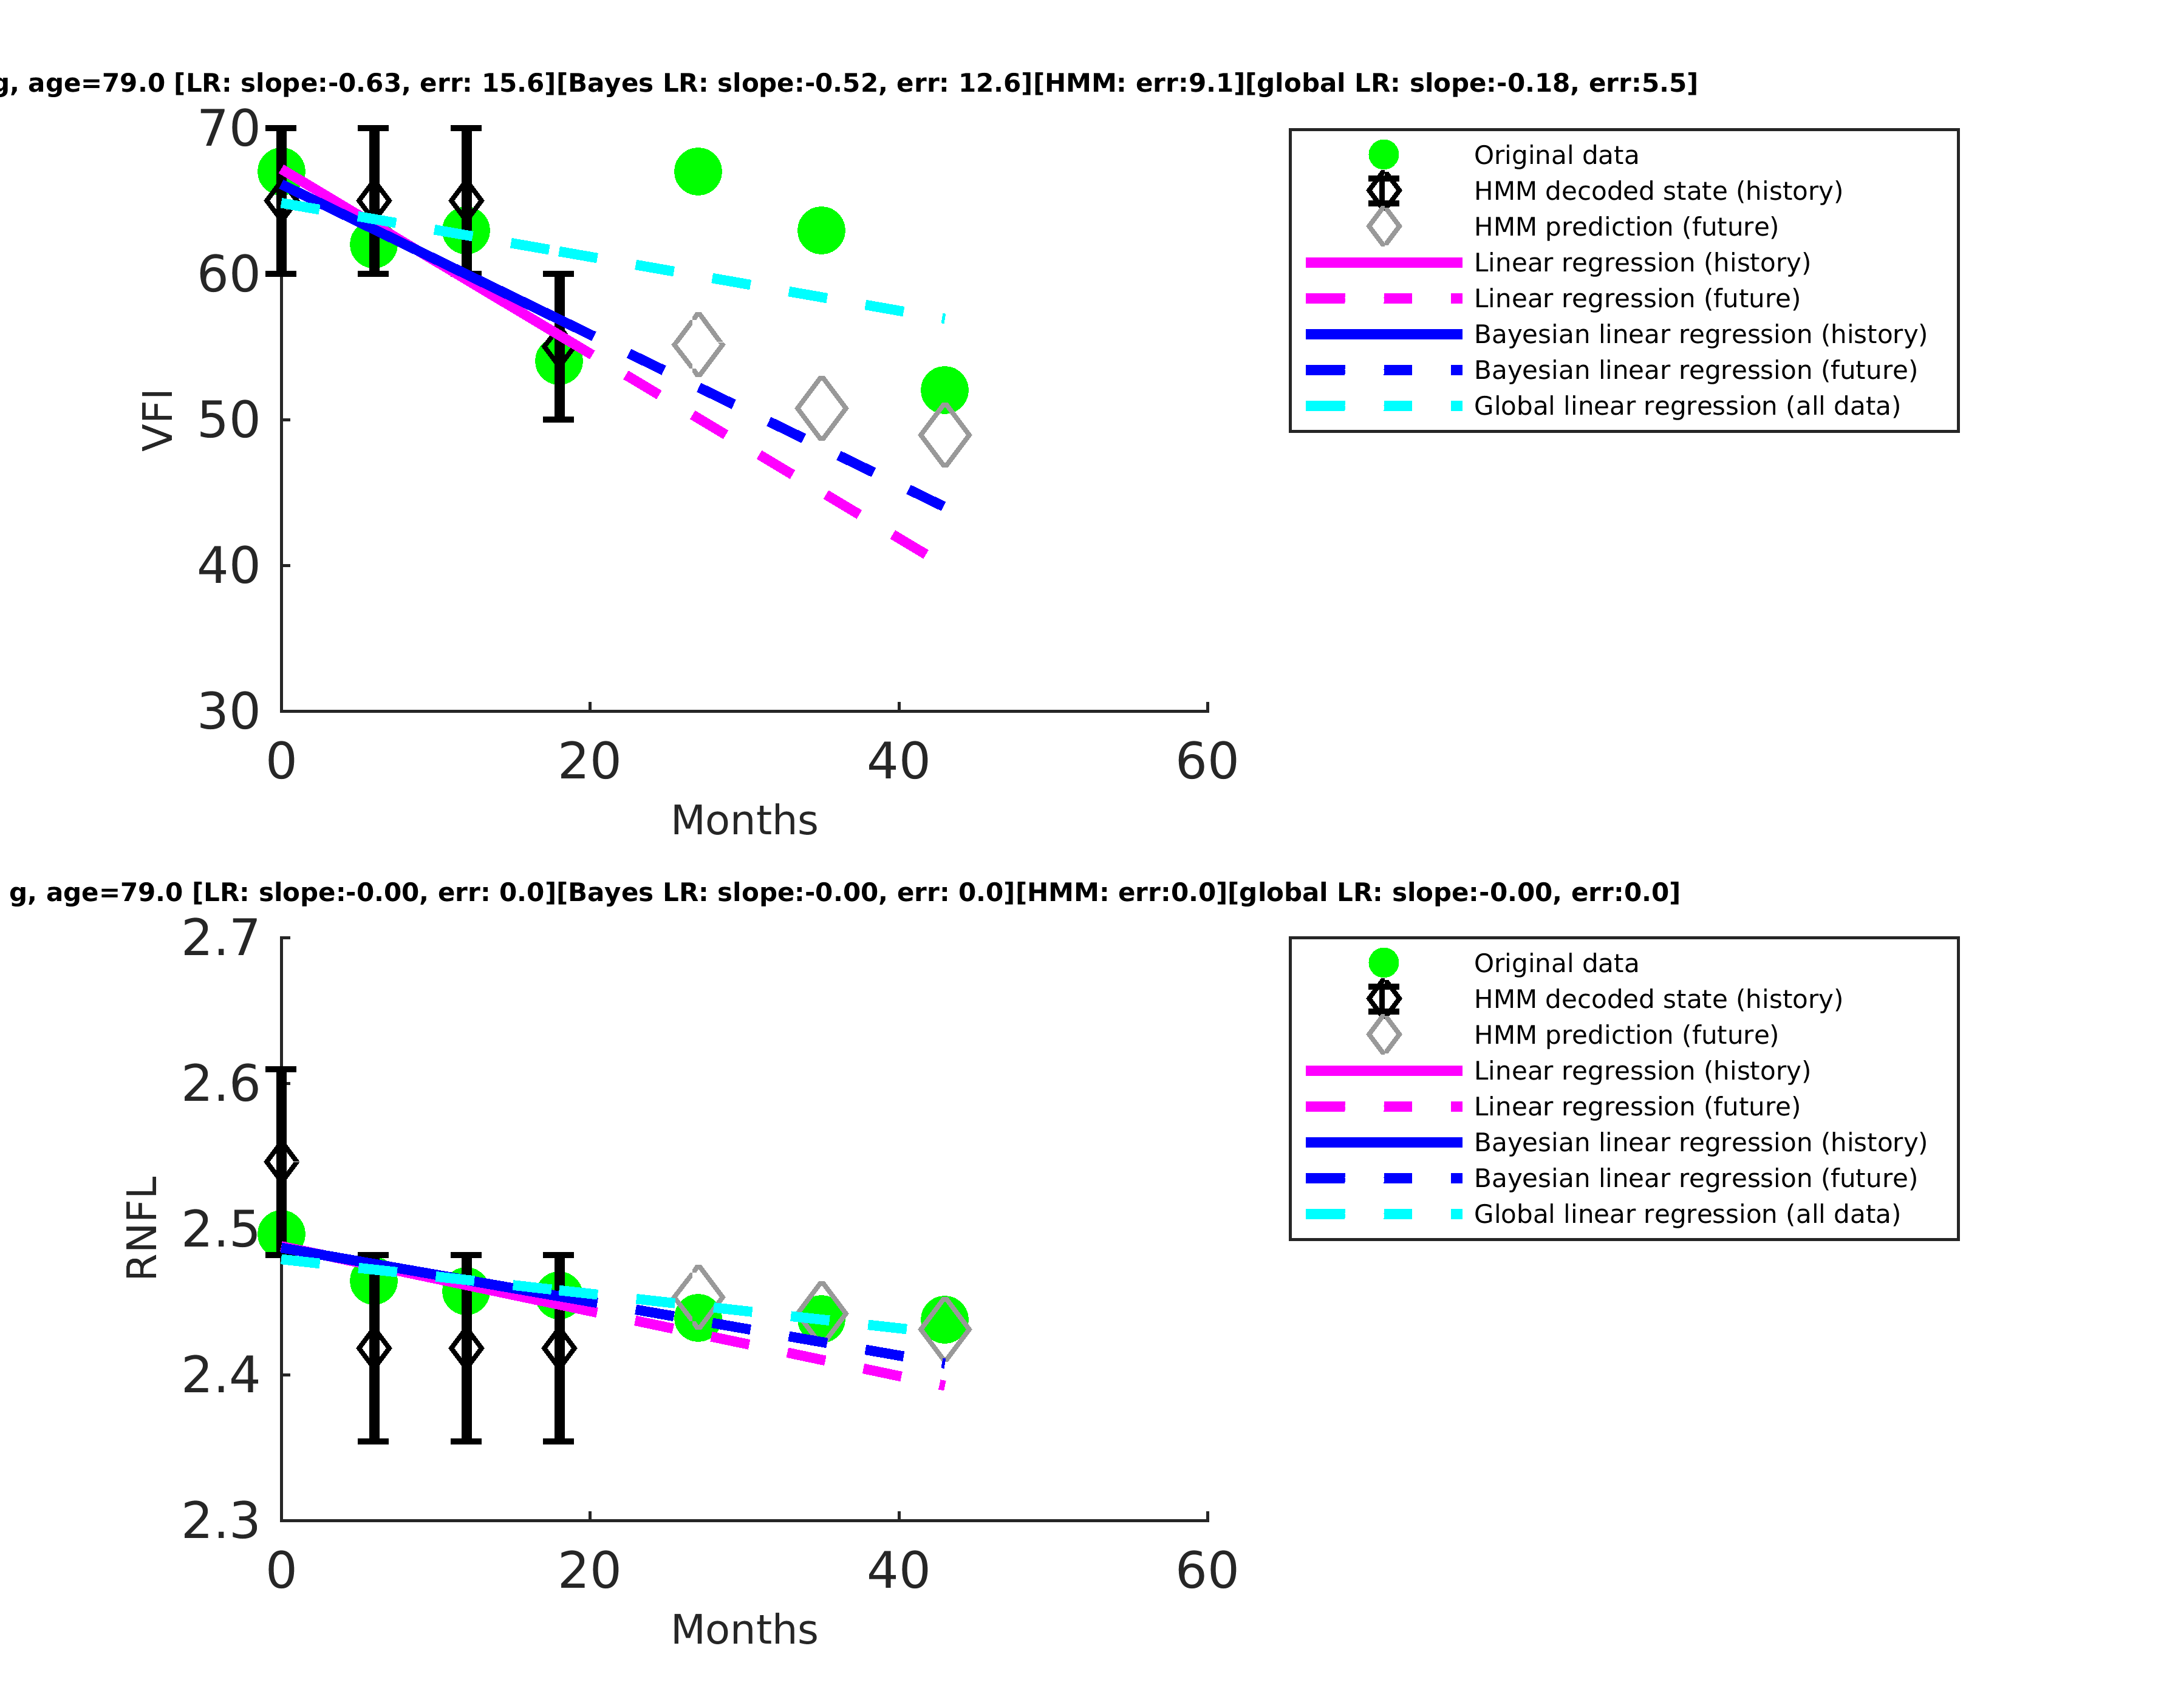 g, age=79.0 [LR: slope:-0.63, err: 15.6][Bayes LR: slope:-0.52, err: 12.6][HMM: err:9.1][global LR: slope:-0.18, err:5.5]
70
60
50
40
30
VFI
0 20 40 60
Months
Original data
HMM decoded state (history)
HMM prediction (future)
Linear regression (history)
Linear regression (future)
Bayesian linear regression (history)
Bayesian linear regression (future)
Global linear regression (all data)
g, age=79.0 [LR: slope:-0.00, err: 0.0][Bayes LR: slope:-0.00, err: 0.0][HMM: err:0.0][global LR: slope:-0.00, err:0.0]
2.7
2.6
2.5
2.4
2.3
RNFL
0 20 40 60
Months
Original data
HMM decoded state (history)
HMM prediction (future)
Linear regression (history)
Linear regression (future)
Bayesian linear regression (history)
Bayesian linear regression (future)
Global linear regression (all data)